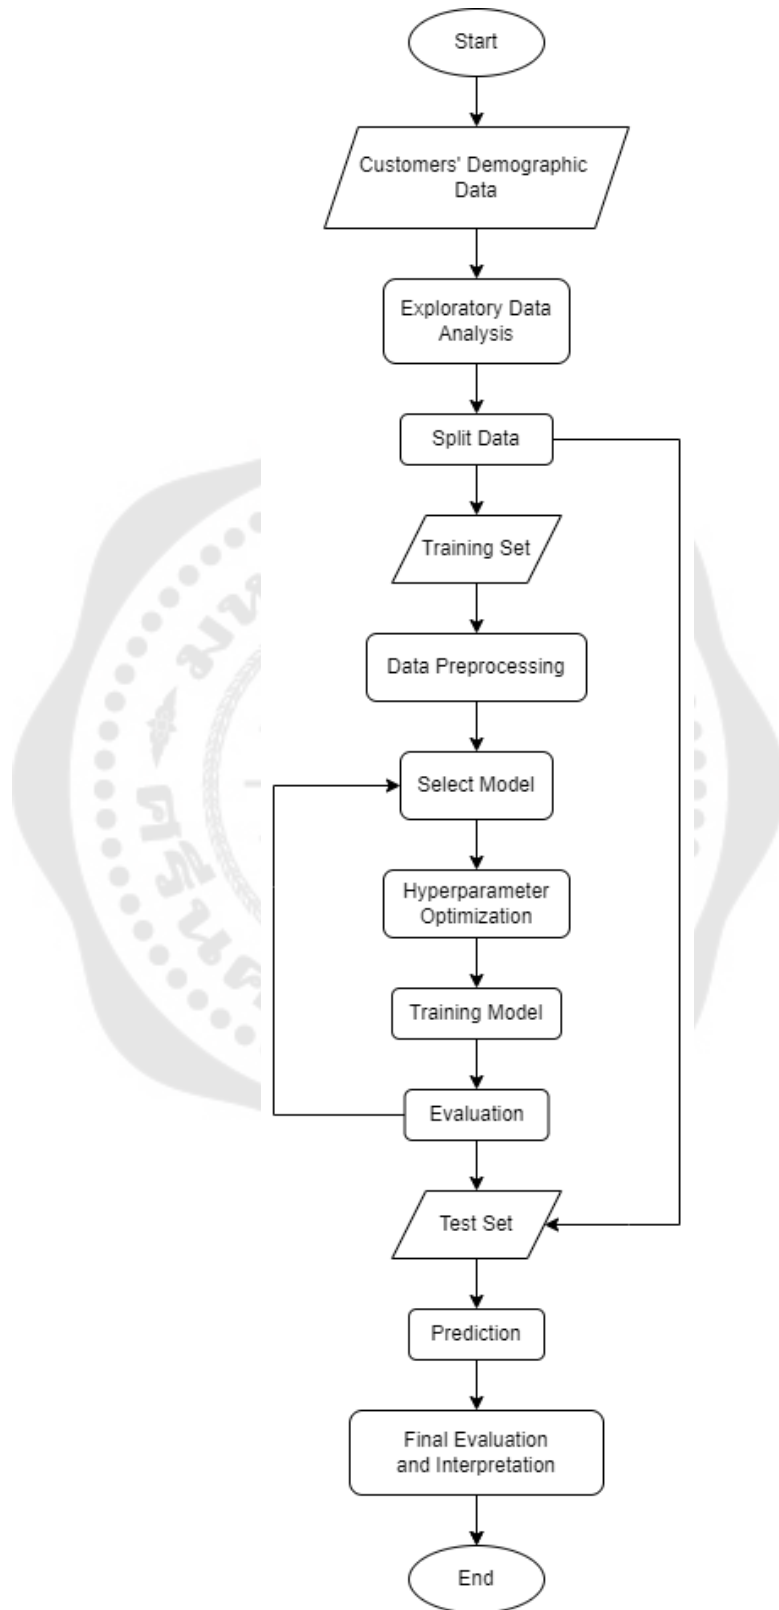 Start
Customers' Demographic
Data
Exploratory Data
Analysis
Split Data
Training Set
Data Preprocessing
Select Model
Hyperparameter
Optimization
Training Model
Evaluation
Test Set
Prediction
Final Evaluation
and Interpretation
End